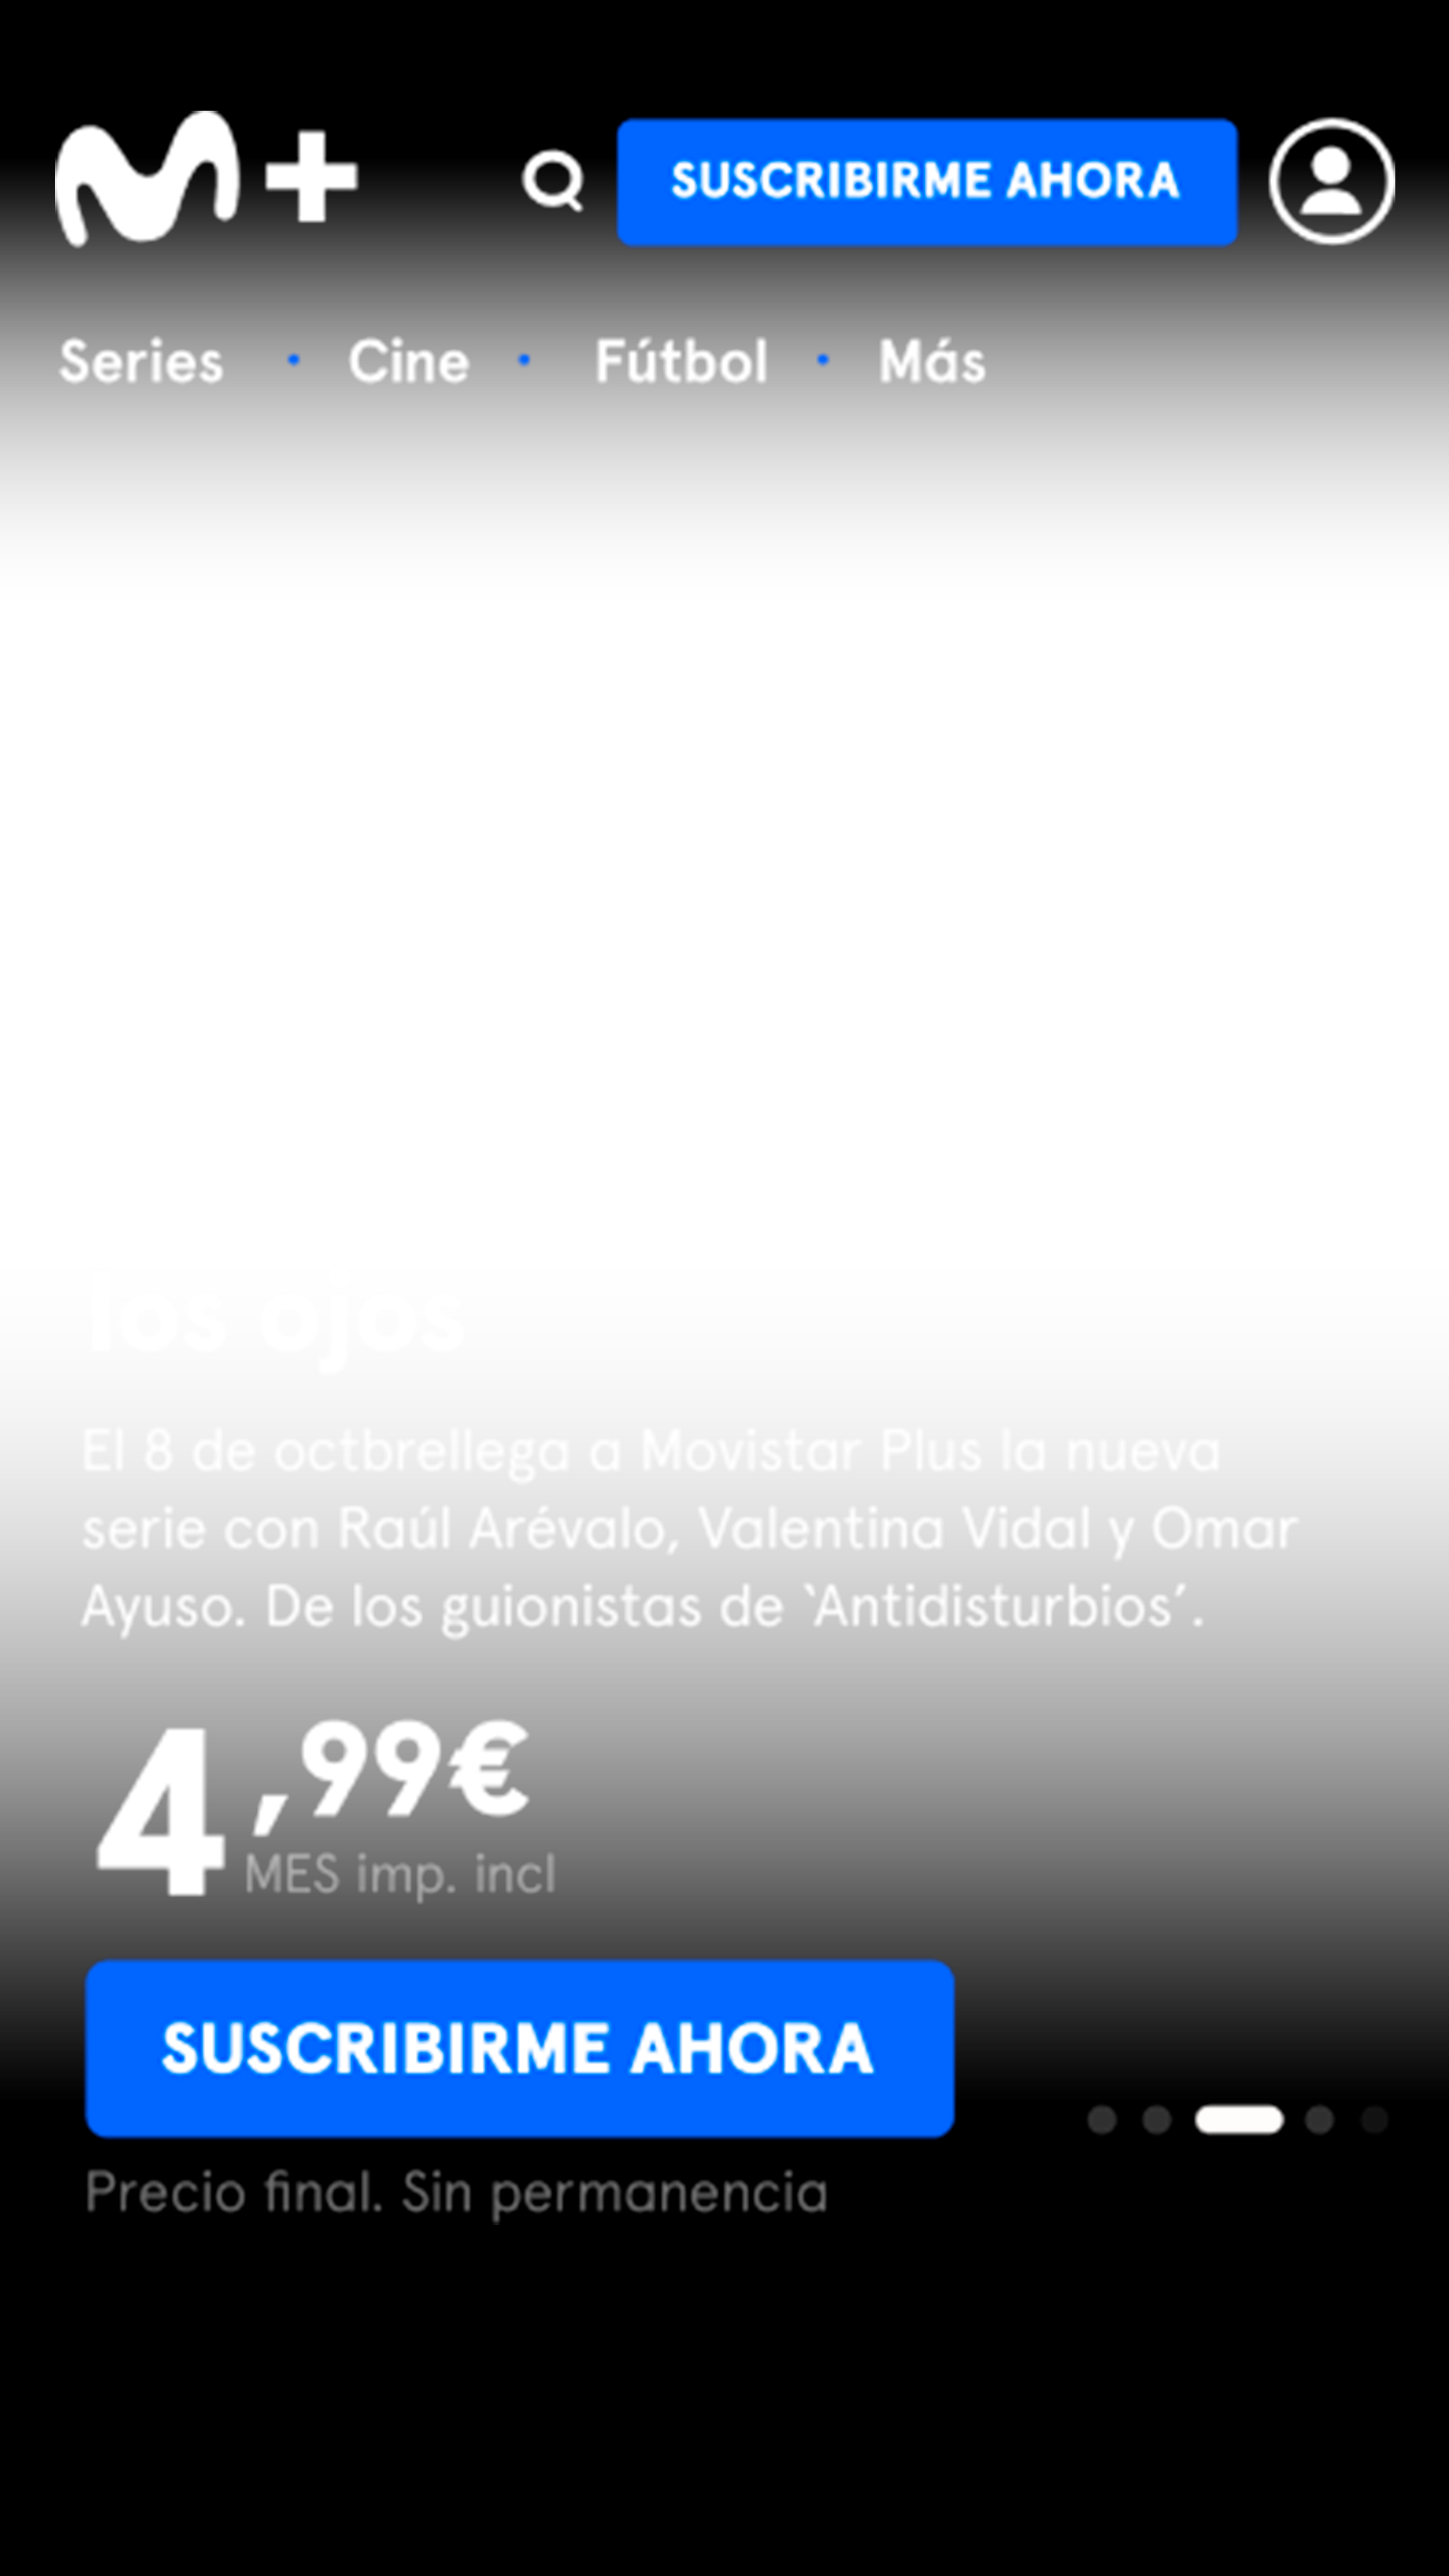 M+
SUSCRIBIRME AHORA
Series • Cine • Fútbol • Más
los ojos
El 8 de octbrellega a Movistar Plus la nueva
serie con Raúl Arévalo, Valentina Vidal y Omar
Ayuso. De los guionistas de ‵Antidisturbios′.
4,99€
MES imp. incl
SUSCRIBIRME AHORA
Precio final. Sin permanencia